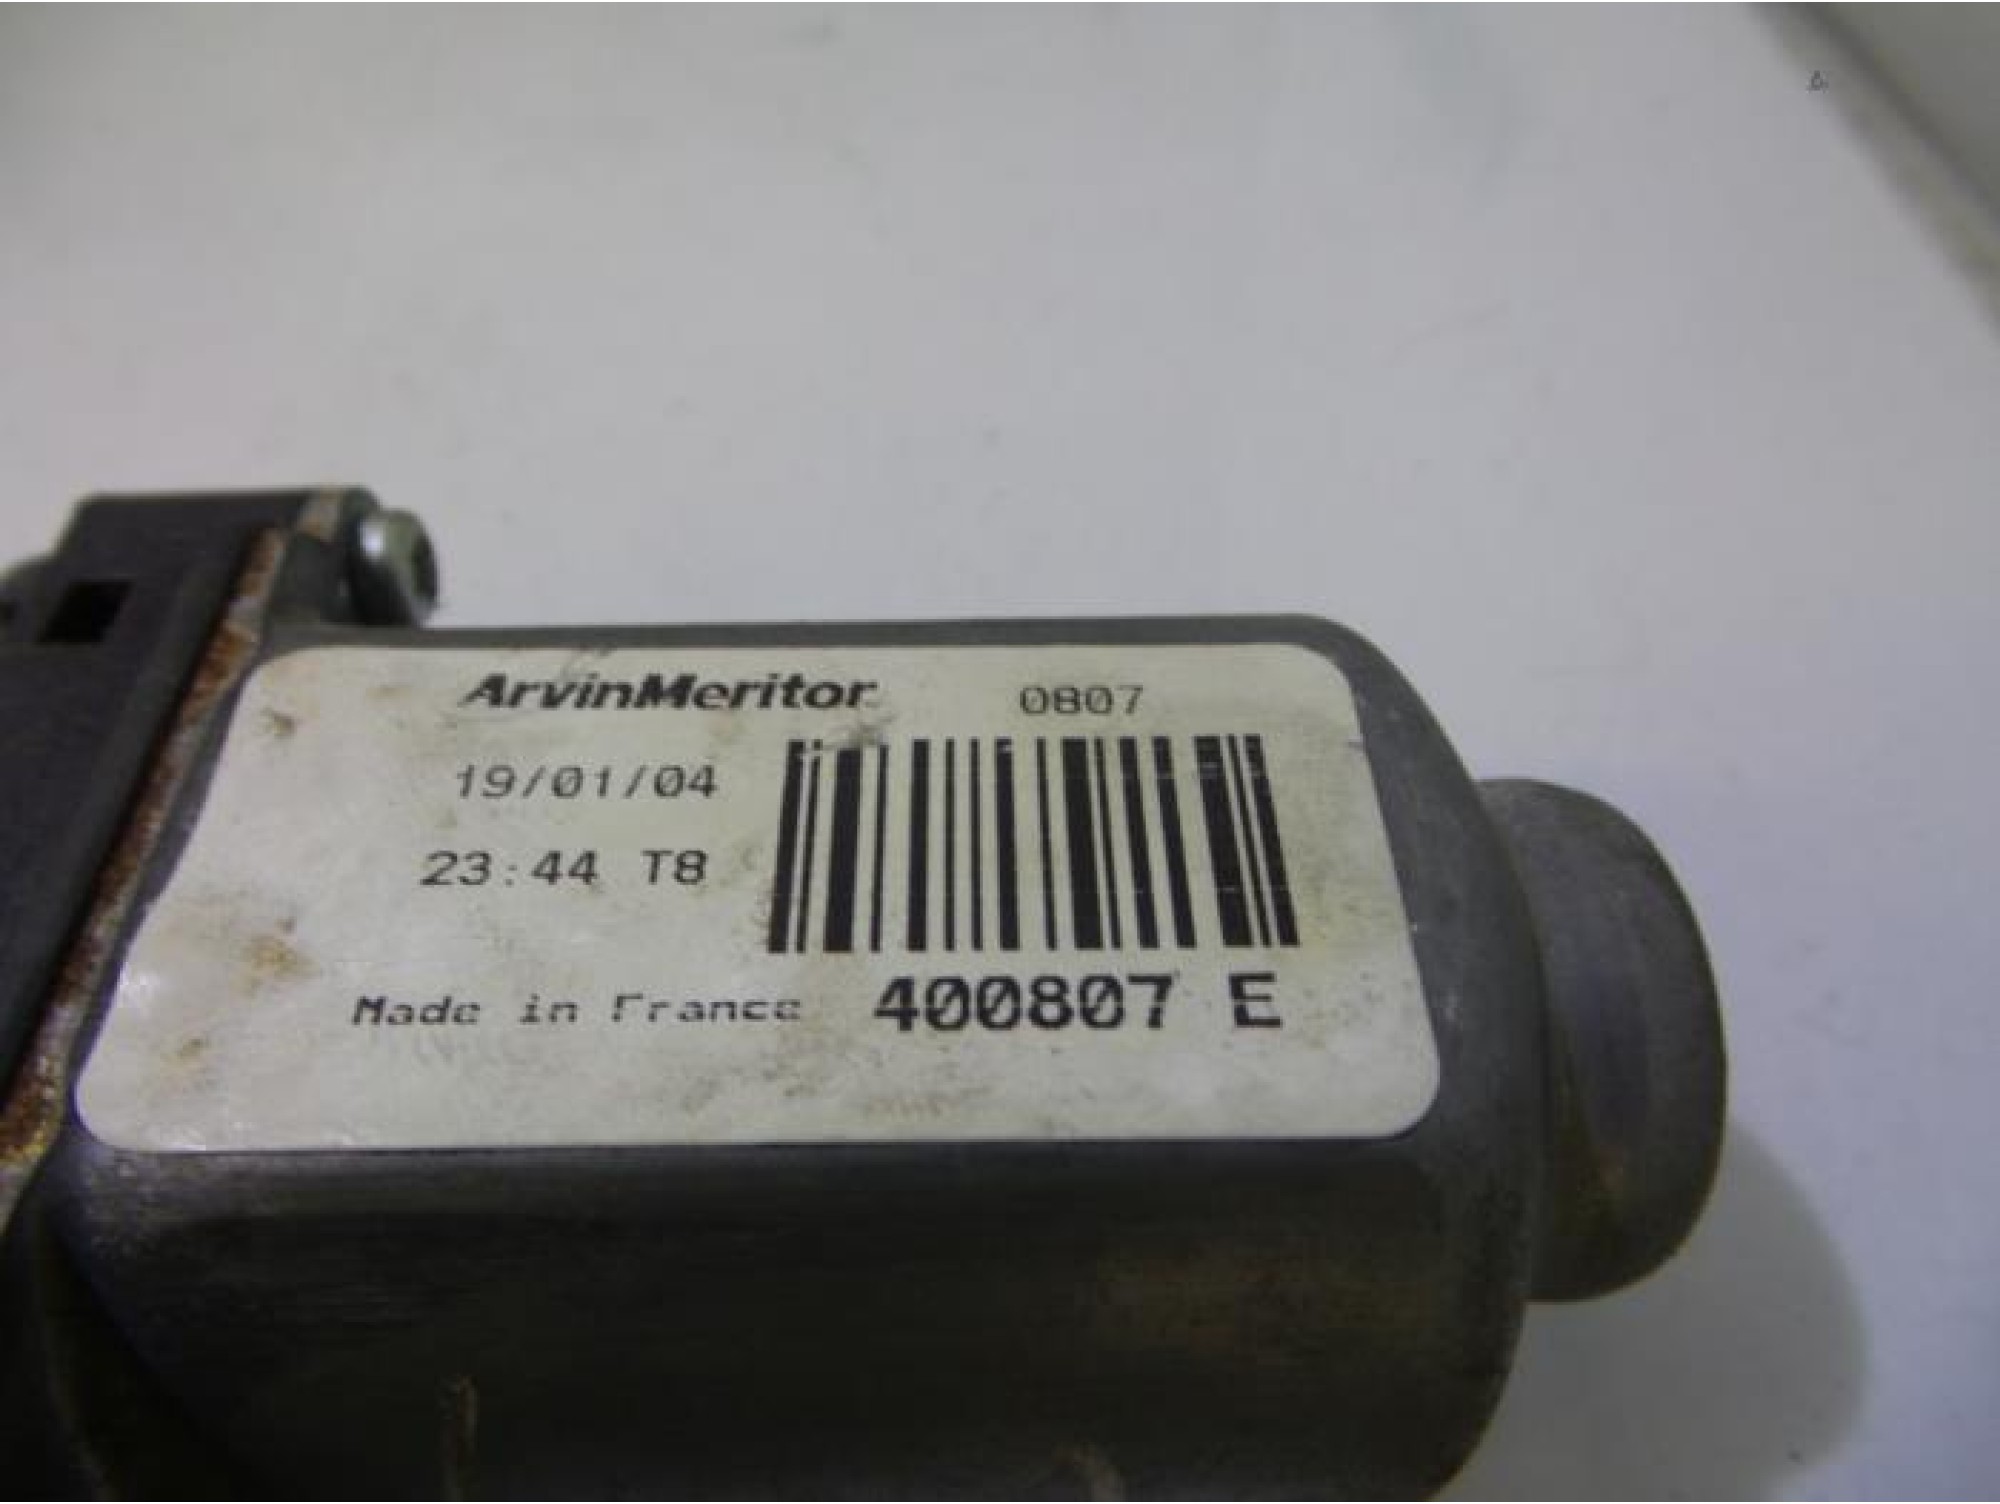 ArvinMeritor 0807
19/01/04
23:44 T8
Made in France 400807 E